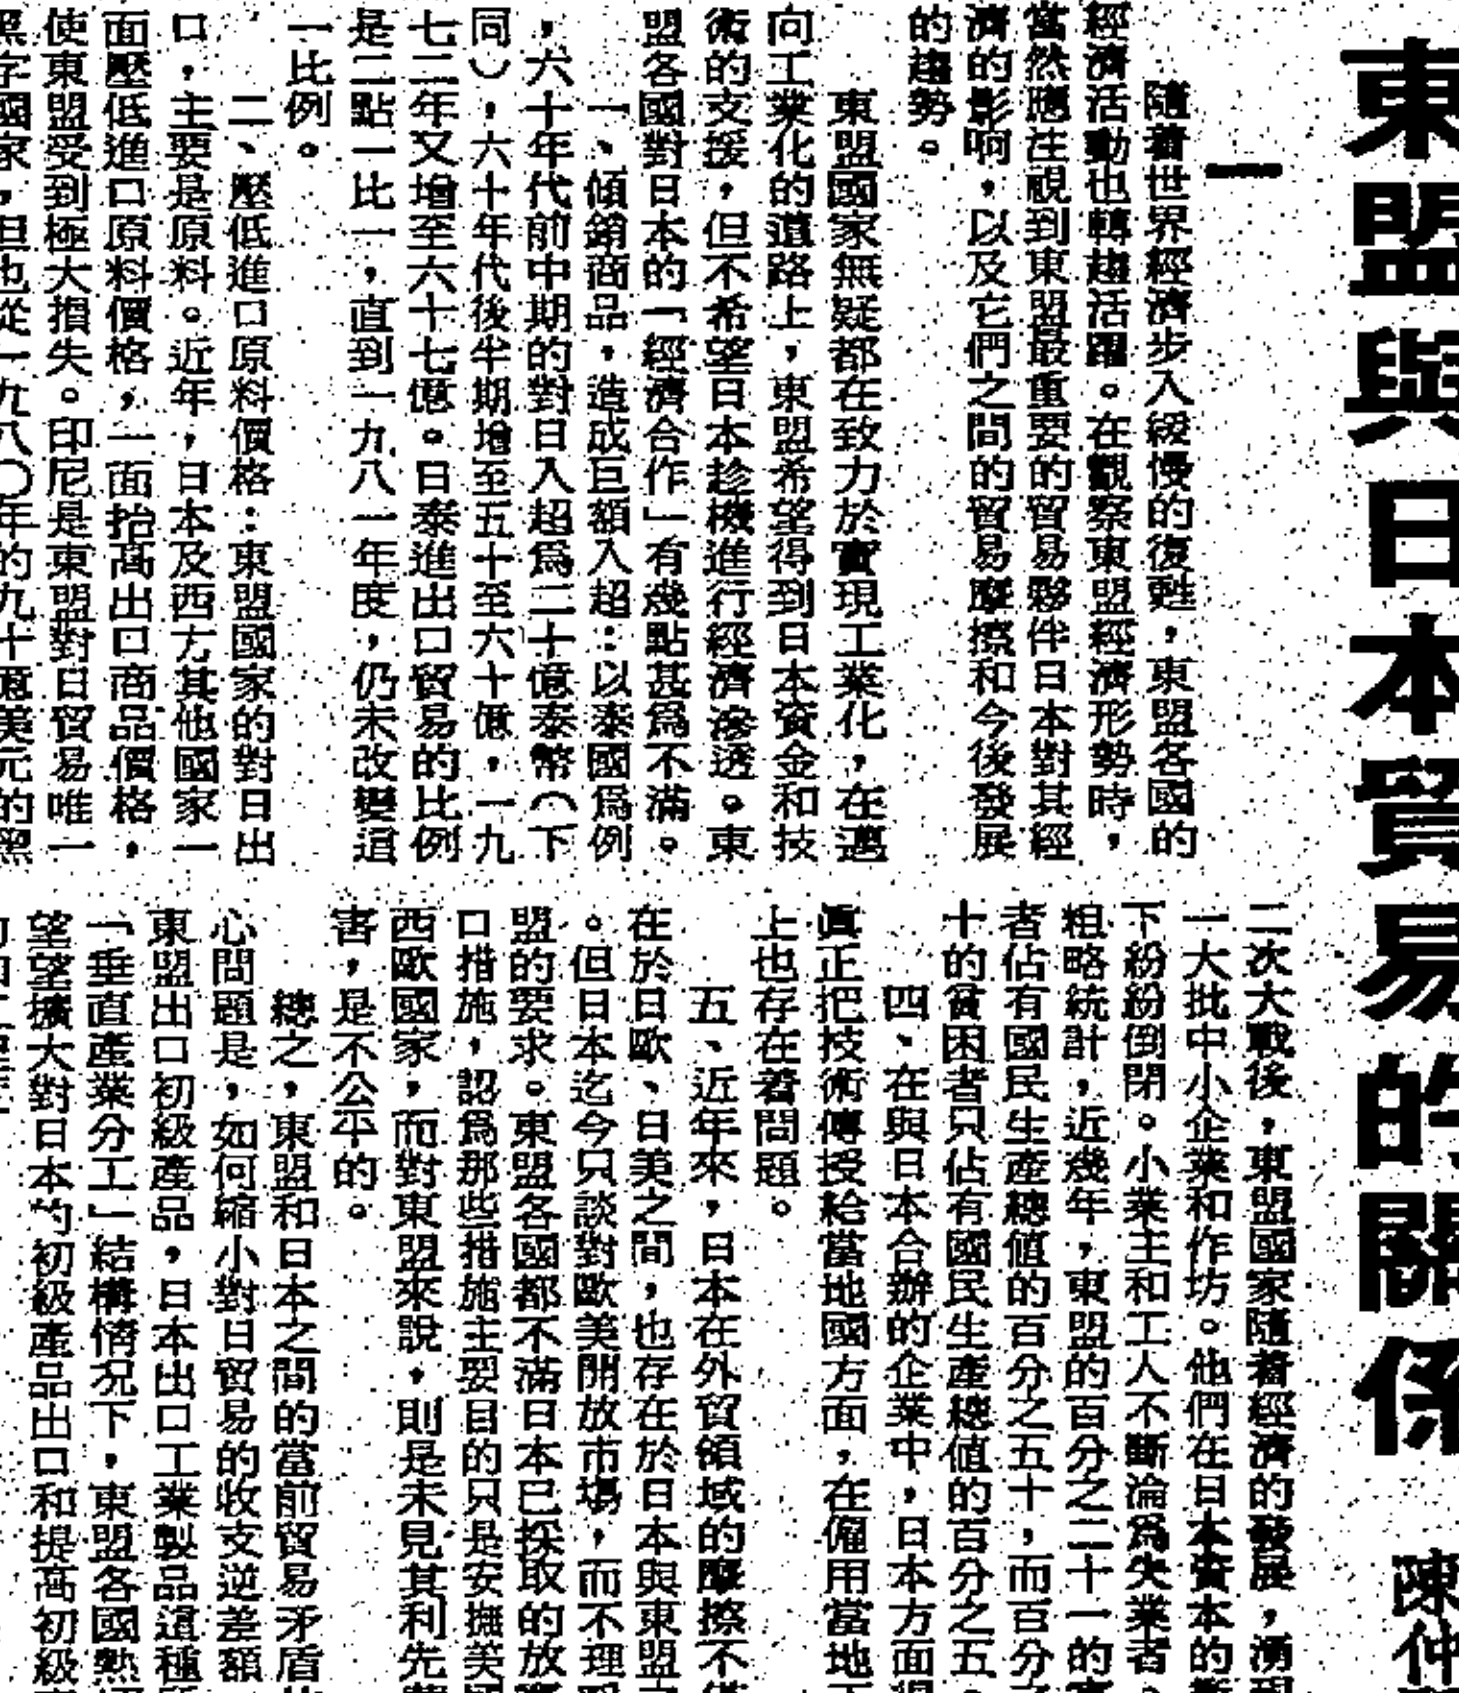 東盟與日本貿易的關係
陳仲
一
隨着世界經濟步入緩慢的復甦，東盟各國的
經濟活動也轉趨活躍。在觀察東盟經濟形勢時，
當然應注視到東盟最重要的貿易夥伴日本對其經
濟的影响，以及它們之間的貿易摩擦和今後發展
的趨勢。
東盟國家無疑都在致力於實現工業化，在邁
向工業化的道路上，東盟希望得到日本資金和技
術的支援，但不希望日本趁機進行經濟滲透。東
盟各國對日本的「經濟合作」有幾點甚爲不滿。
一、傾銷商品，造成巨額入超：以泰國爲例
，六十年代前中期的對日入超爲二十億泰幣（下
同），六十年代後半期增至五十至六十億，一九
七二年又增至六十七億。日泰進出口貿易的比例
是二點一比一，直到一九八一年度，仍未改變這
一比例。
二、壓低進口原料價格：東盟國家的對日出
口，主要是原料。近年，日本及西方其他國家一
面壓低進口原料價格，一面抬高出口商品價格，
使東盟受到極大損失。印尼是東盟對日貿易唯一
黑字國家，但也從一九八〇年的九十億美元的黑
二次大戰後，東盟國家隨着經濟的發展，湧現
一大批中小企業和作坊。他們在日本資本的
下紛紛倒閉。小業主和工人不斷淪爲失業者。
粗略統計，近幾年，東盟的百分之二十一的富
者佔有國民生產總值的百分之五十，而百分之
十的貧困者只佔有國民生產總值的百分之五。
四、在與日本合辦的企業中，日本方面
眞正把技術傳授給當地國方面，在僱用當地
上也存在着問題。
五、近年來，日本在外貿領域的摩擦不
在於日歐、日美之間，也存在於日本與東盟之
。但日本迄今只談對歐美開放市場，而不理
盟的要求。東盟各國都不滿日本已採取的放
口措施，認爲那些措施主要目的只是安撫美
西歐國家，而對東盟來說，則是未見其利先
害，是不公平的。
總之，東盟和日本之間的當前貿易矛盾
心問題是，如何縮小對日貿易的收支逆差額
東盟出口初級產品，日本出口工業製品這種
「垂直產業分工」結構情況下，東盟各國熱
望望擴大對日本的初級產品出口和提高初級